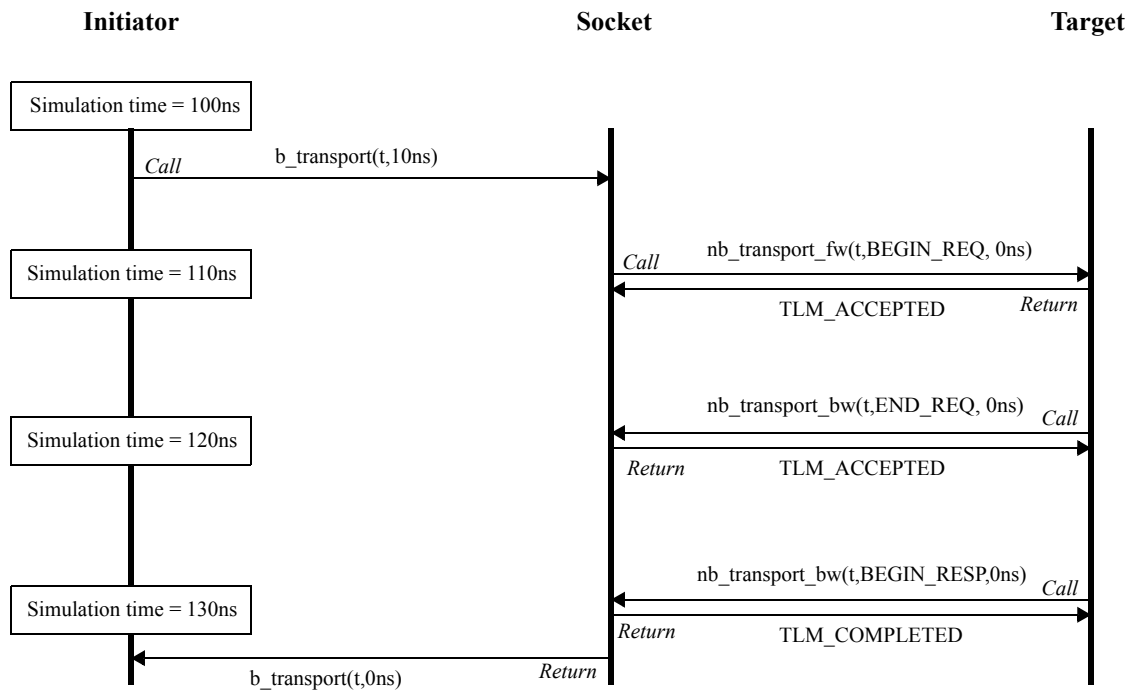 Initiator
Socket
Target
Simulation time = 100ns
Call
b_transport(t,10ns)
Simulation time = 110ns
Call
nb_transport_fw(t,BEGIN_REQ, 0ns)
TLM_ACCEPTED
Return
nb_transport_bw(t,END_REQ, 0ns)
Call
Simulation time = 120ns
Return
TLM_ACCEPTED
nb_transport_bw(t,BEGIN_RESP,0ns)
Call
Simulation time = 130ns
Return
TLM_COMPLETED
b_transport(t,0ns)
Return